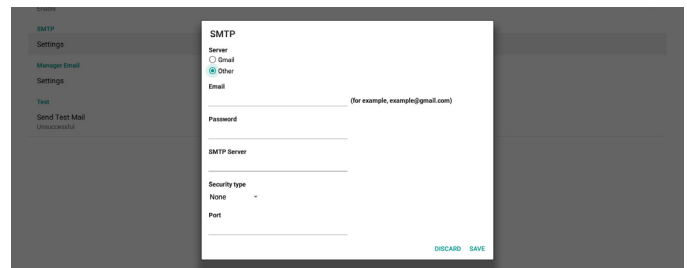 Enable
SMTP
Settings
Manager Email
Settings
Test
Send Test Mail
Unsuccessful
SMTP
Server
Gmail
Other
Email
(for example, example@gmail.com)
Password
SMTP Server
Security type
None
Port
DISCARD SAVE